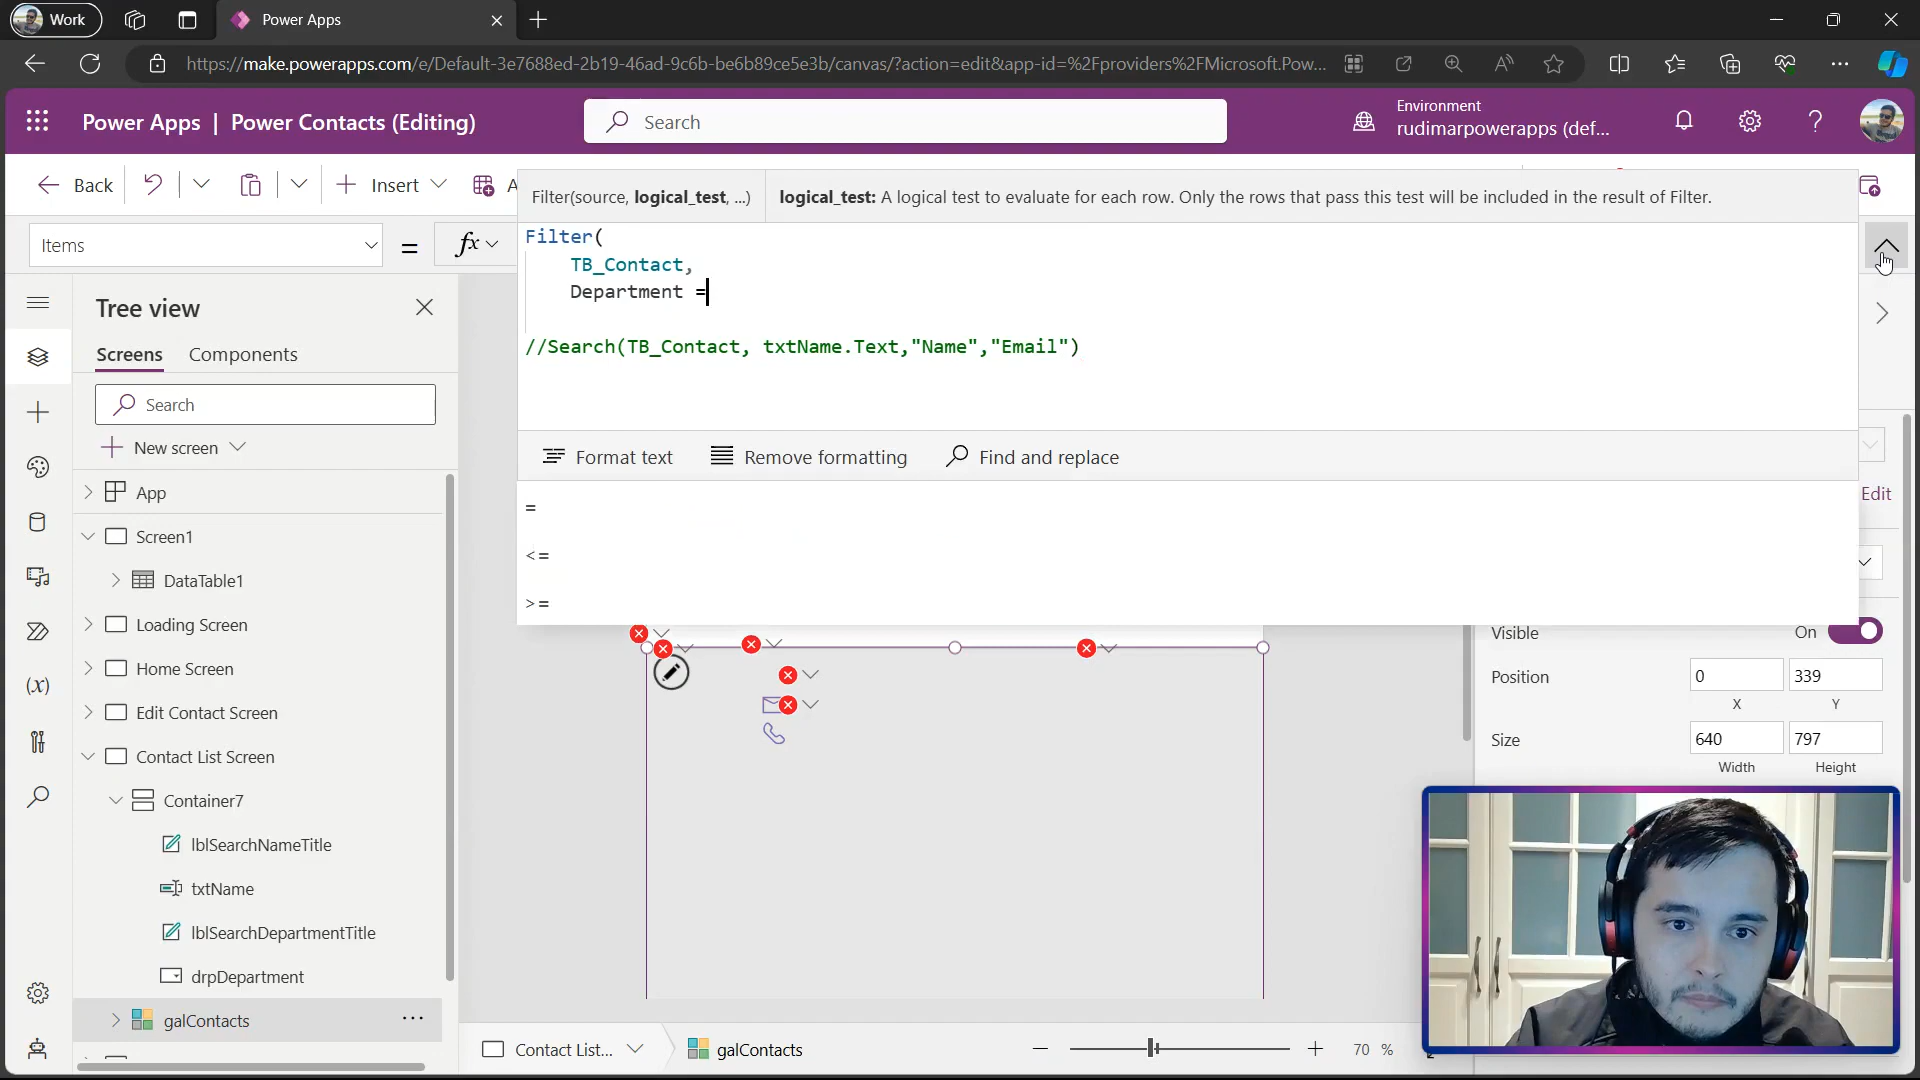 Work
Power Apps
https://make.powerapps.com/e/Default-3e7688ed-2b19-46ad-9c6b-be6b89ce5e3b/canvas/?action=edit&app-id=%2Fproviders%2FMicrosoft.Pow...
Power Apps | Power Contacts (Editing)
Search
Environment
rudimarpowerapps (def...
Back
Insert
A
Filter(source, logical_test, ...)
logical_test: A logical test to evaluate for each row. Only the rows that pass this test will be included in the result of Filter.
Items
=
fx
Filter(
TB_Contact,
Department =
//Search(TB_Contact, txtName.Text,"Name","Email")
Format text
Remove formatting
Find and replace
=
<=
>=
Tree view
Screens
Components
Search
New screen
App
Screen1
DataTable1
Loading Screen
Home Screen
Edit Contact Screen
Contact List Screen
Container7
lblSearchNameTitle
txtName
lblSearchDepartmentTitle
drpDepartment
galContacts
Edit
Visible
On
Position
0
339
X
Y
Size
640
797
Width
Height
Contact List...
galContacts
70 %